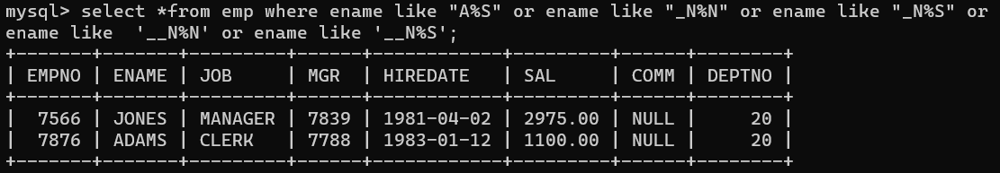 mysql> select *from emp where ename like "A%S" or ename like "_N%N" or ename like "_N%S" or
ename like  '__N%N' or ename like '__N%S';
+-------+-------+---------+------+------------+---------+------+--------+
| EMPNO | ENAME | JOB     | MGR  | HIREDATE   | SAL     | COMM | DEPTNO |
+-------+-------+---------+------+------------+---------+------+--------+
|  7566 | JONES | MANAGER | 7839 | 1981-04-02 | 2975.00 | NULL |     20 |
|  7876 | ADAMS | CLERK   | 7788 | 1983-01-12 | 1100.00 | NULL |     20 |
+-------+-------+---------+------+------------+---------+------+--------+